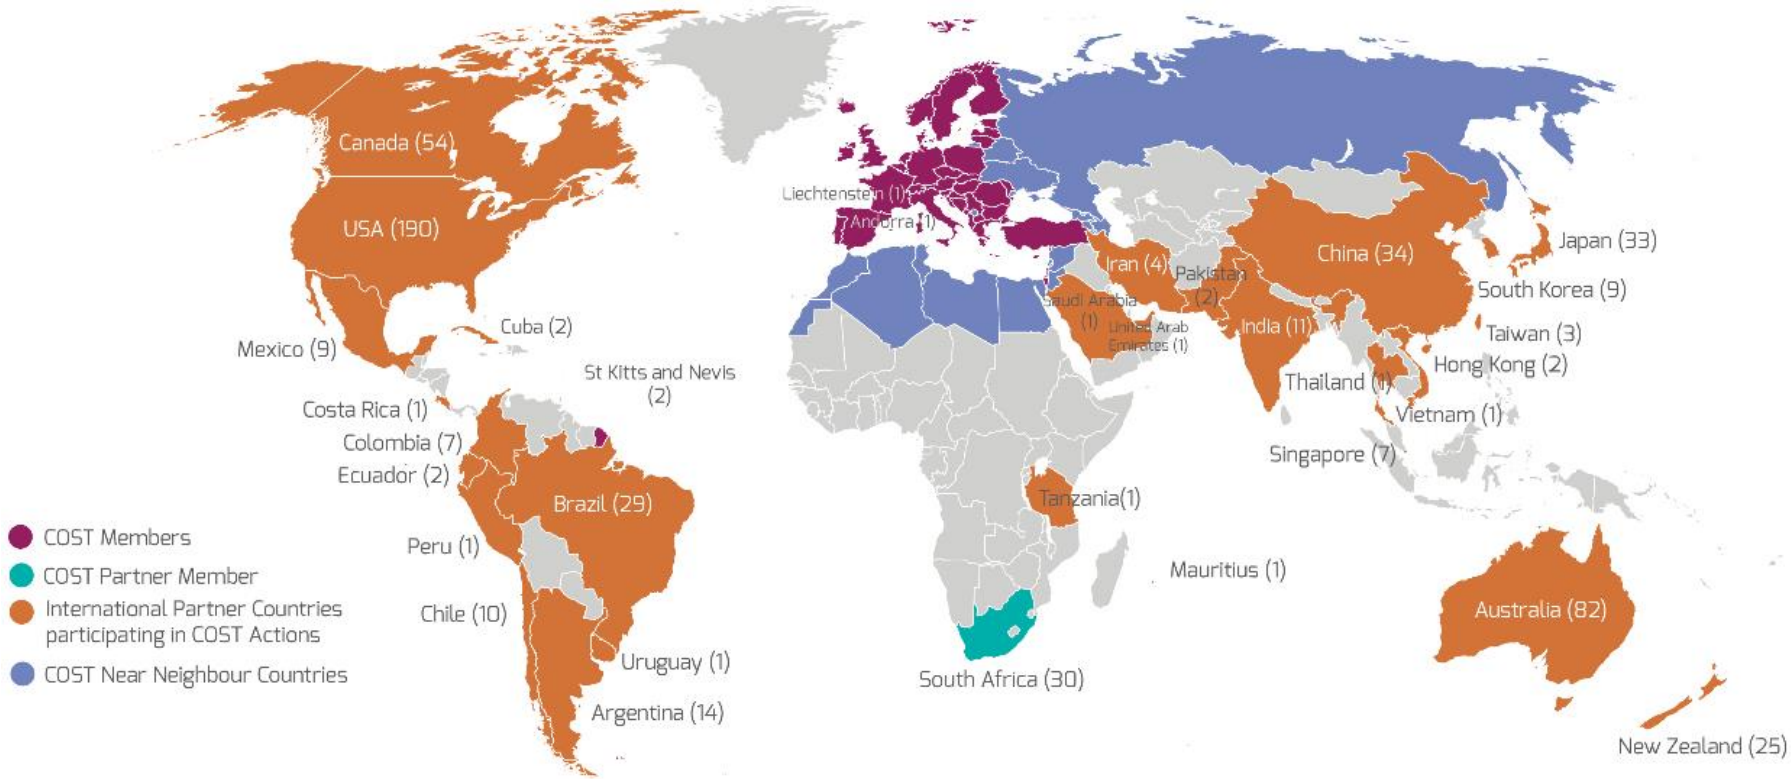 Canada (54)
USA (190)
Mexico (9)
Cuba (2)
St Kitts and Nevis
(2)
Costa Rica (1)
Colombia (7)
Ecuador (2)
Brazil (29)
Peru (1)
Chile (10)
Uruguay (1)
Argentina (14)
Liechtenstein (1)
Andorra (1)
Iran (4)
Pakistan
(2)
Saudi Arabia
(1)
United Arab
Emirates (1)
India (11)
China (34)
Japan (33)
South Korea (9)
Taiwan (3)
Hong Kong (2)
Thailand (1)
Vietnam (1)
Singapore (7)
Tanzania(1)
Mauritius (1)
South Africa (30)
Australia (82)
New Zealand (25)
COST Members
COST Partner Member
International Partner Countries
participating in COST Actions
COST Near Neighbour Countries